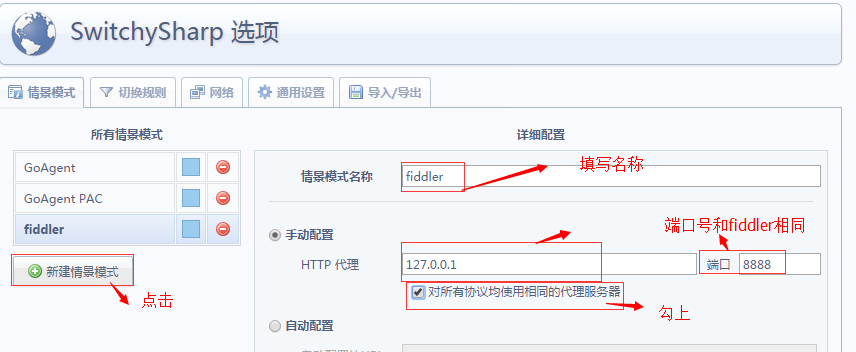 SwitchySharp 选项
情景模式 切换规则 网络 通用设置 导入/导出
所有情景模式
详细配置
GoAgent
GoAgent PAC
fiddler
新建情景模式
点击
情景模式名称 fiddler
填写名称
手动配置
端口号和fiddler相同
HTTP 代理 127.0.0.1 端口 8888
对所有协议均使用相同的代理服务器
勾上
自动配置